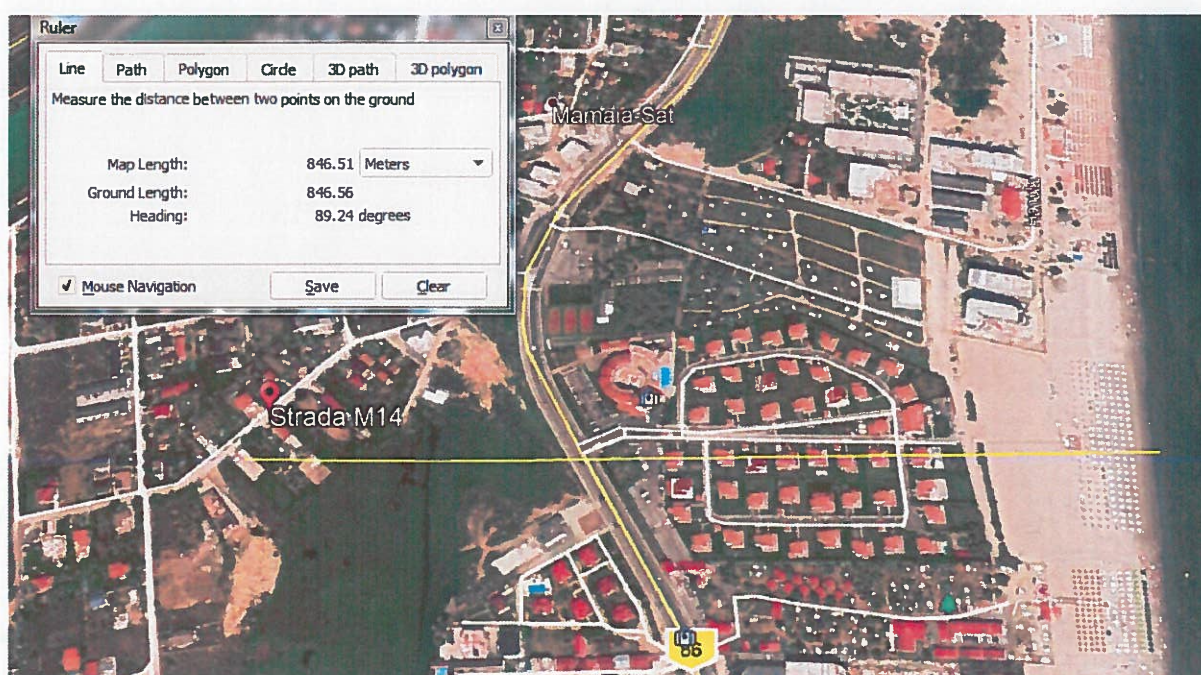 Ruler
Line Path Polygon Circle 3D path 3D polygon
Measure the distance between two points on the ground
Map Length: 846.51 Meters
Ground Length: 846.56
Heading: 89.24 degrees
Mouse Navigation Save Clear
Mamaia-Sat
Strada M14
86